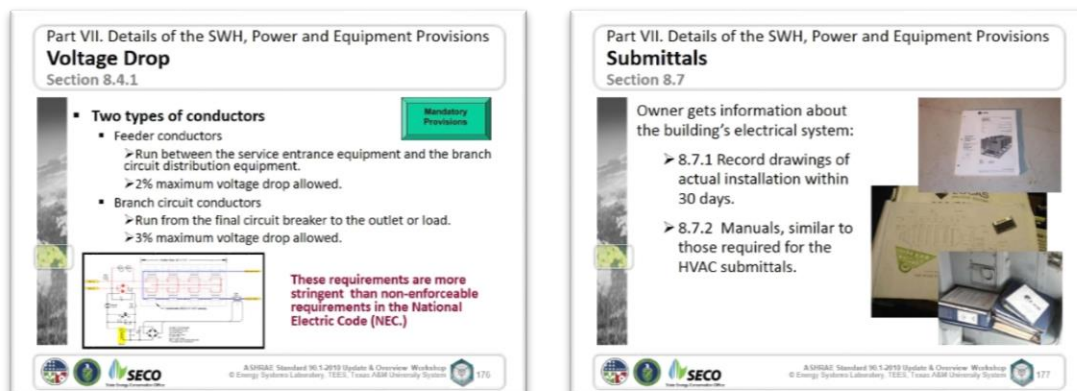 Part VII. Details of the SWH, Power and Equipment Provisions
Voltage Drop
Section 8.4.1
Mandatory
Provisions
▪ Two types of conductors
▪ Feeder conductors
➢Run between the service entrance equipment and the branch
circuit distribution equipment.
➢2% maximum voltage drop allowed.
▪ Branch circuit conductors
➢Run from the final circuit breaker to the outlet or load.
➢3% maximum voltage drop allowed.
These requirements are more
stringent than non-enforceable
requirements in the National
Electric Code (NEC.)
SECO
State Energy Conservation Office
ASHRAE Standard 90.1-2010 Update & Overview Workshop
© Energy Systems Laboratory, TEES, Texas A&M University System
176
Part VII. Details of the SWH, Power and Equipment Provisions
Submittals
Section 8.7
Owner gets information about
the building's electrical system:
➢ 8.7.1 Record drawings of
actual installation within
30 days.
➢ 8.7.2 Manuals, similar to
those required for the
HVAC submittals.
SECO
State Energy Conservation Office
ASHRAE Standard 90.1-2010 Update & Overview Workshop
© Energy Systems Laboratory, TEES, Texas A&M University System
177